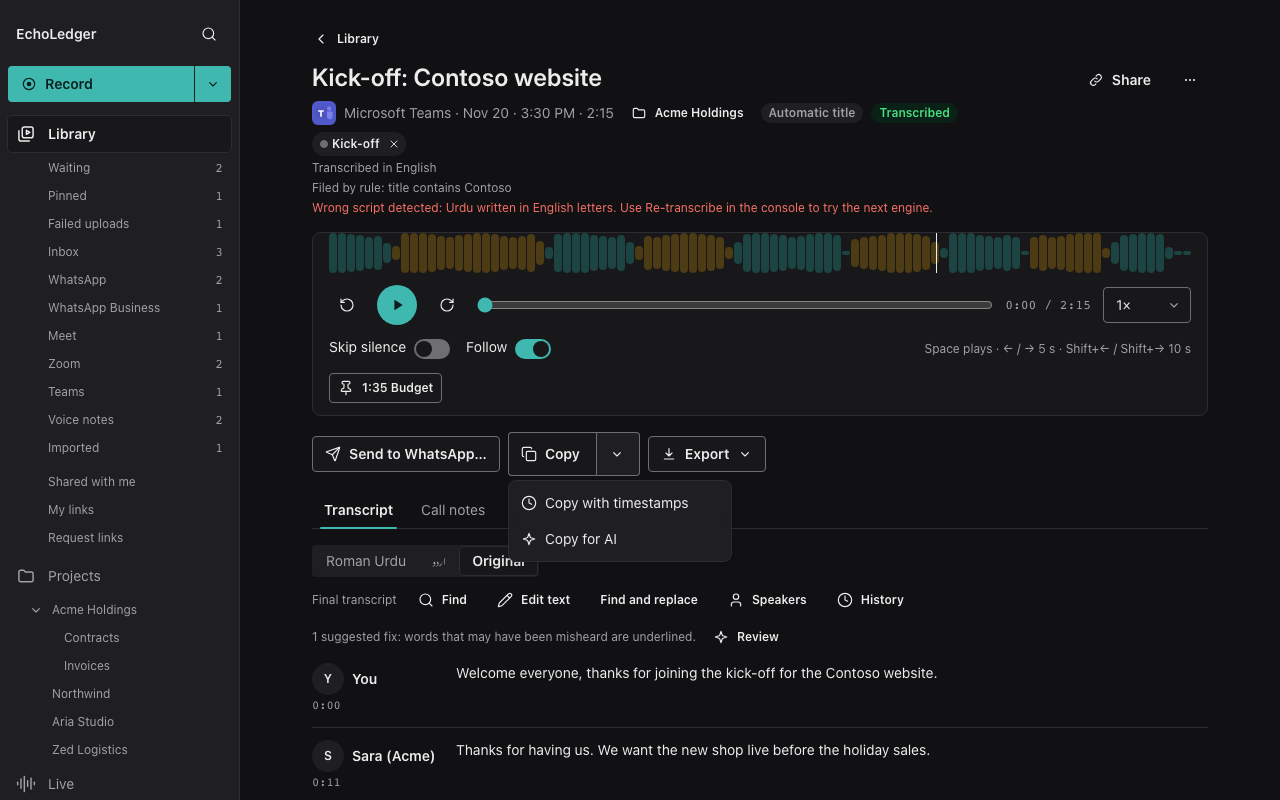 EchoLedger
Record
Library
Waiting 2
Pinned 1
Failed uploads 1
Inbox 3
WhatsApp 2
WhatsApp Business 1
Meet 1
Zoom 2
Teams 1
Voice notes 2
Imported 1
Shared with me
My links
Request links
Projects
Acme Holdings
Contracts
Invoices
Northwind
Aria Studio
Zed Logistics
Live
Library
Kick-off: Contoso website
Share
Microsoft Teams · Nov 20 · 3:30 PM · 2:15 Acme Holdings Automatic title Transcribed
Kick-off
Transcribed in English
Filed by rule: title contains Contoso
Wrong script detected: Urdu written in English letters. Use Re-transcribe in the console to try the next engine.
0:00 / 2:15 1x
Skip silence Follow Space plays · ← / → 5 s · Shift+← / Shift+→ 10 s
1:35 Budget
Send to WhatsApp... Copy Export
Copy with timestamps
Copy for AI
Transcript Call notes
Roman Urdu Original
Final transcript Find Edit text Find and replace Speakers History
1 suggested fix: words that may have been misheard are underlined. Review
Y You Welcome everyone, thanks for joining the kick-off for the Contoso website.
0:00
S Sara (Acme) Thanks for having us. We want the new shop live before the holiday sales.
0:11